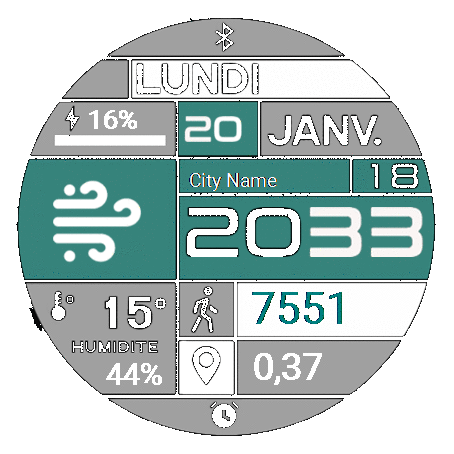 LUNDI
16%
20 JANV.
City Name 18
2033
15° 7551
HUMIDITE
44% 0,37